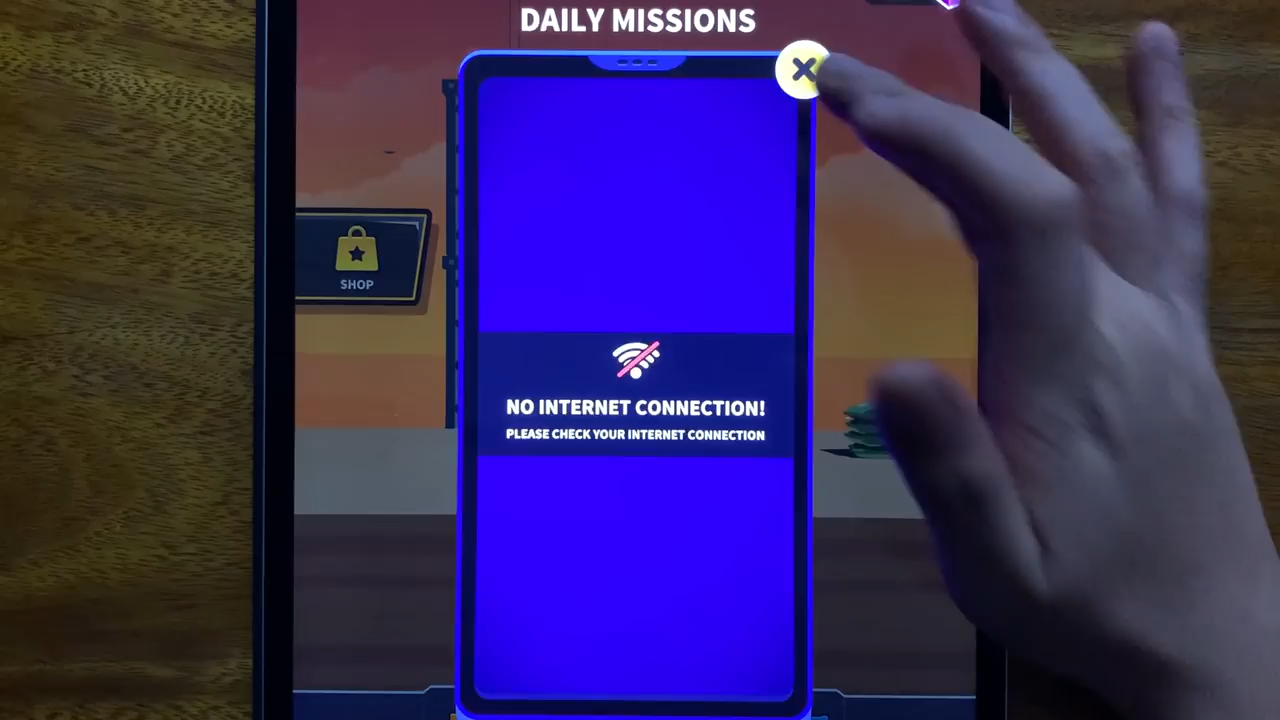 DAILY MISSIONS
SHOP
NO INTERNET CONNECTION!
PLEASE CHECK YOUR INTERNET CONNECTION